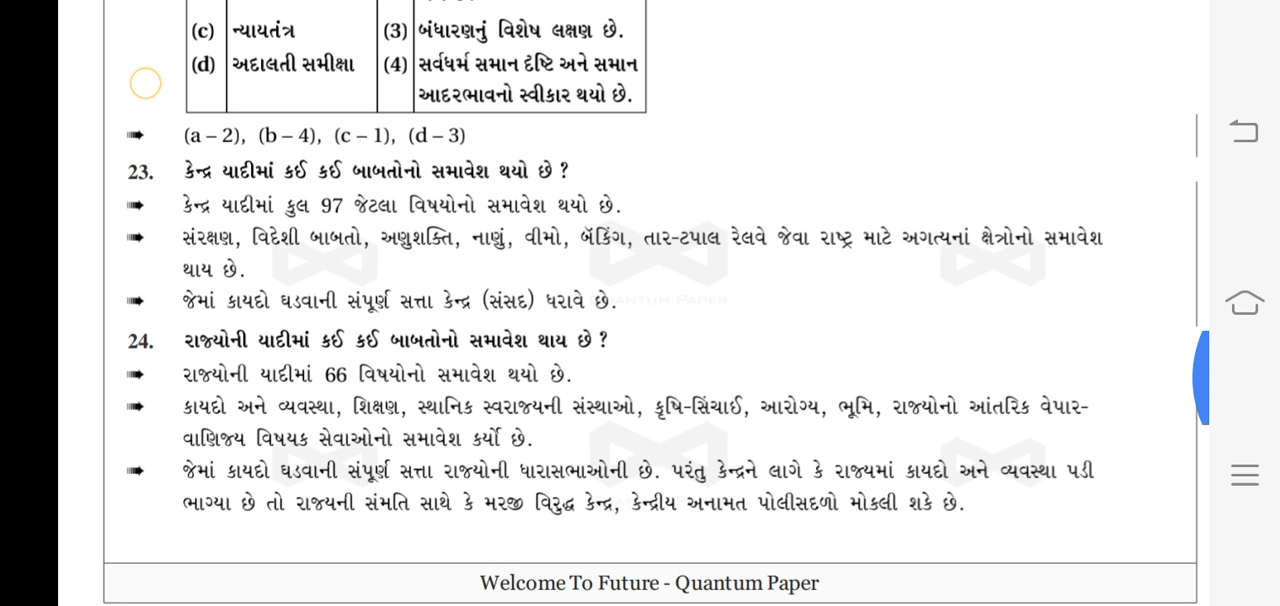 (c) ન્યાયતંત્ર (3) બંધારણનું વિશેષ લક્ષણ છે.
(d) અદાલતી સમીક્ષા (4) સર્વધર્મ સમાન દૃષ્ટિ અને સમાન
આદરભાવનો સ્વીકાર થયો છે.
➠ (a – 2), (b – 4), (c – 1), (d – 3)
23. કેન્દ્ર યાદીમાં કઈ કઈ બાબતોનો સમાવેશ થયો છે ?
➠ કેન્દ્ર યાદીમાં કુલ 97 જેટલા વિષયોનો સમાવેશ થયો છે.
➠ સંરક્ષણ, વિદેશી બાબતો, અણુશક્તિ, નાણું, વીમો, બૅંકિંગ, તાર-ટપાલ રેલવે જેવા રાષ્ટ્ર માટે અગત્યનાં ક્ષેત્રોનો સમાવેશ
થાય છે.
➠ જેમાં કાયદો ઘડવાની સંપૂર્ણ સત્તા કેન્દ્ર (સંસદ) ધરાવે છે.
QUANTUM PAPER
24. રાજ્યોની યાદીમાં કઈ કઈ બાબતોનો સમાવેશ થાય છે ?
➠ રાજ્યોની યાદીમાં 66 વિષયોનો સમાવેશ થયો છે.
➠ કાયદો અને વ્યવસ્થા, શિક્ષણ, સ્થાનિક સ્વરાજ્યની સંસ્થાઓ, કૃષિ-સિંચાઈ, આરોગ્ય, ભૂમિ, રાજ્યોનો આંતરિક વેપાર-
વાણિજ્ય વિષયક સેવાઓનો સમાવેશ કર્યો છે.
➠ જેમાં કાયદો ઘડવાની સંપૂર્ણ સત્તા રાજ્યોની ધારાસભાઓની છે. પરંતુ કેન્દ્રને લાગે કે રાજ્યમાં કાયદો અને વ્યવસ્થા પડી
ભાગ્યા છે તો રાજ્યની સંમતિ સાથે કે મરજી વિરુદ્ધ કેન્દ્ર, કેન્દ્રીય અનામત પોલીસદળો મોકલી શકે છે.
Welcome To Future - Quantum Paper